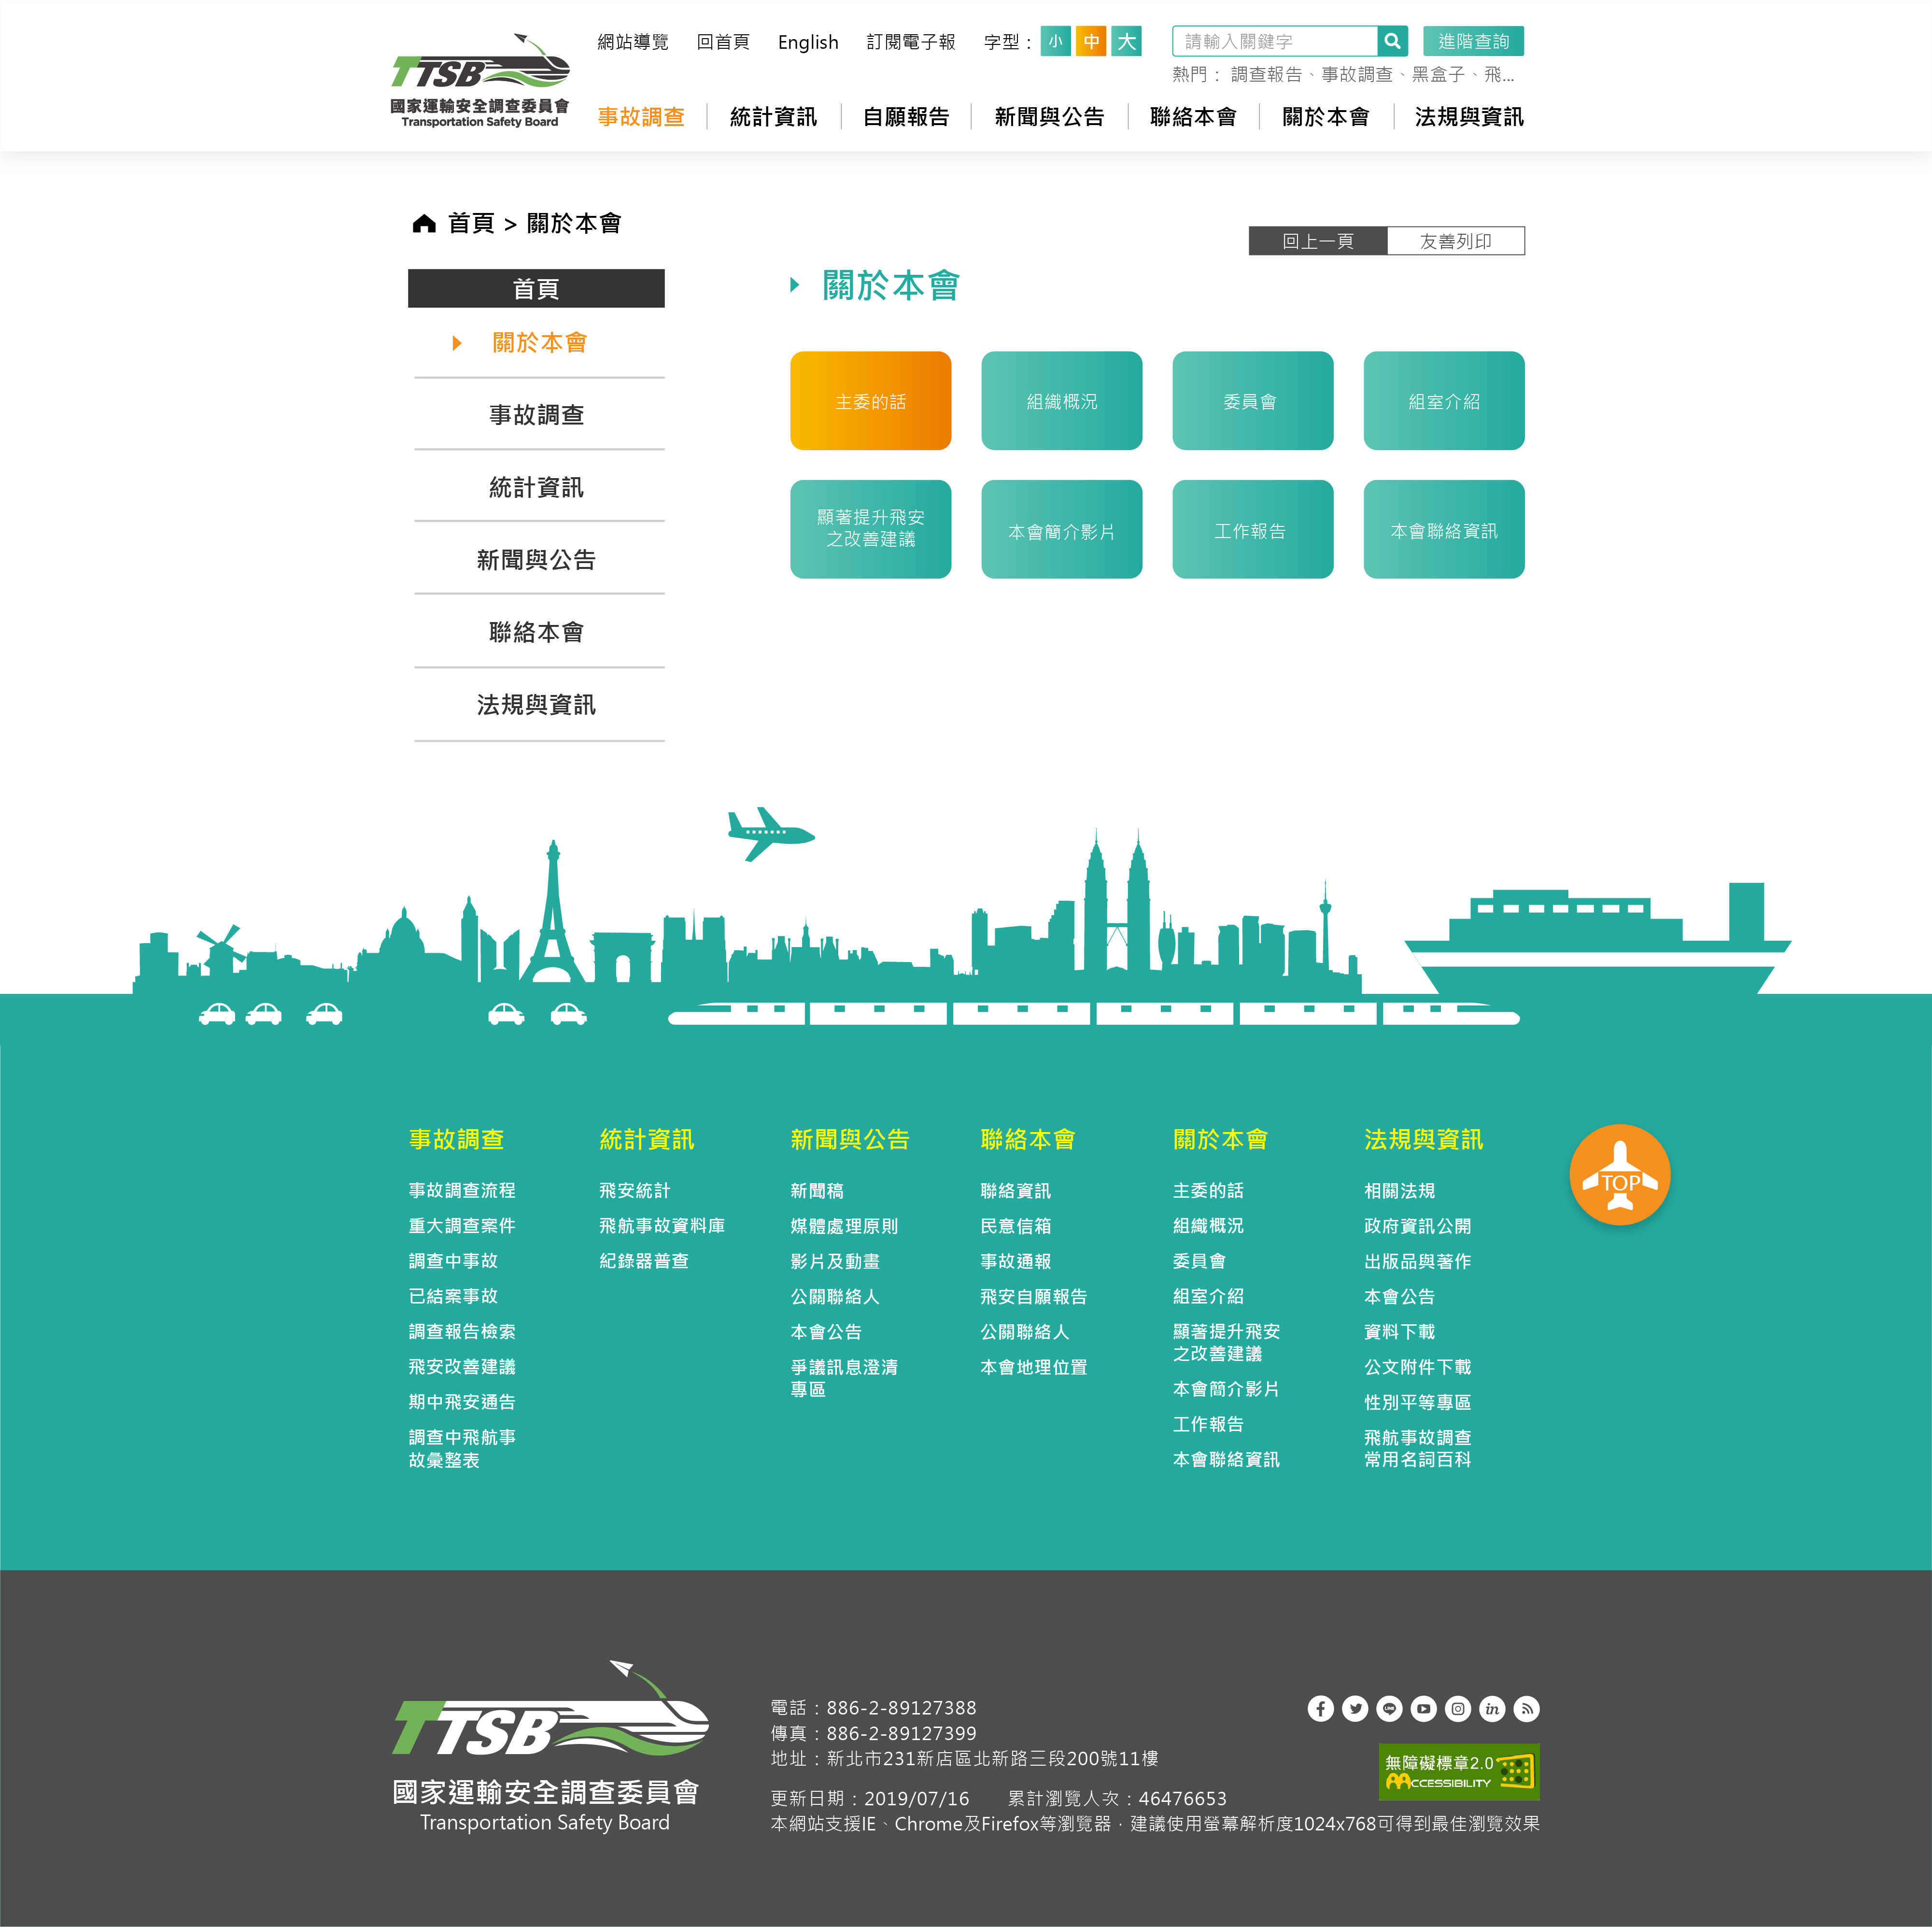 TTSB
國家運輸安全調查委員會
Transportation Safety Board
網站導覽 回首頁 English 訂閱電子報 字型： 小 中 大 請輸入關鍵字 進階查詢
熱門： 調查報告、事故調查、黑盒子、飛...
事故調查 統計資訊 自願報告 新聞與公告 聯絡本會 關於本會 法規與資訊
首頁 > 關於本會
回上一頁 友善列印
首頁
關於本會
事故調查
統計資訊
新聞與公告
聯絡本會
法規與資訊
關於本會
主委的話 組織概況 委員會 組室介紹
顯著提升飛安
之改善建議
本會簡介影片 工作報告 本會聯絡資訊
事故調查
事故調查流程
重大調查案件
調查中事故
已結案事故
調查報告檢索
飛安改善建議
期中飛安通告
調查中飛航事
故彙整表
統計資訊
飛安統計
飛航事故資料庫
紀錄器普查
新聞與公告
新聞稿
媒體處理原則
影片及動畫
公關聯絡人
本會公告
爭議訊息澄清
專區
聯絡本會
聯絡資訊
民意信箱
事故通報
飛安自願報告
公關聯絡人
本會地理位置
關於本會
主委的話
組織概況
委員會
組室介紹
顯著提升飛安
之改善建議
本會簡介影片
工作報告
本會聯絡資訊
法規與資訊
相關法規
政府資訊公開
出版品與著作
本會公告
資料下載
公文附件下載
性別平等專區
飛航事故調查
常用名詞百科
TOP
TTSB
國家運輸安全調查委員會
Transportation Safety Board
電話：886-2-89127388
傳真：886-2-89127399
地址：新北市231新店區北新路三段200號11樓
更新日期：2019/07/16 累計瀏覽人次：46476653
本網站支援IE、Chrome及Firefox等瀏覽器，建議使用螢幕解析度1024x768可得到最佳瀏覽效果
無障礙標章2.0
ACCESSIBILITY